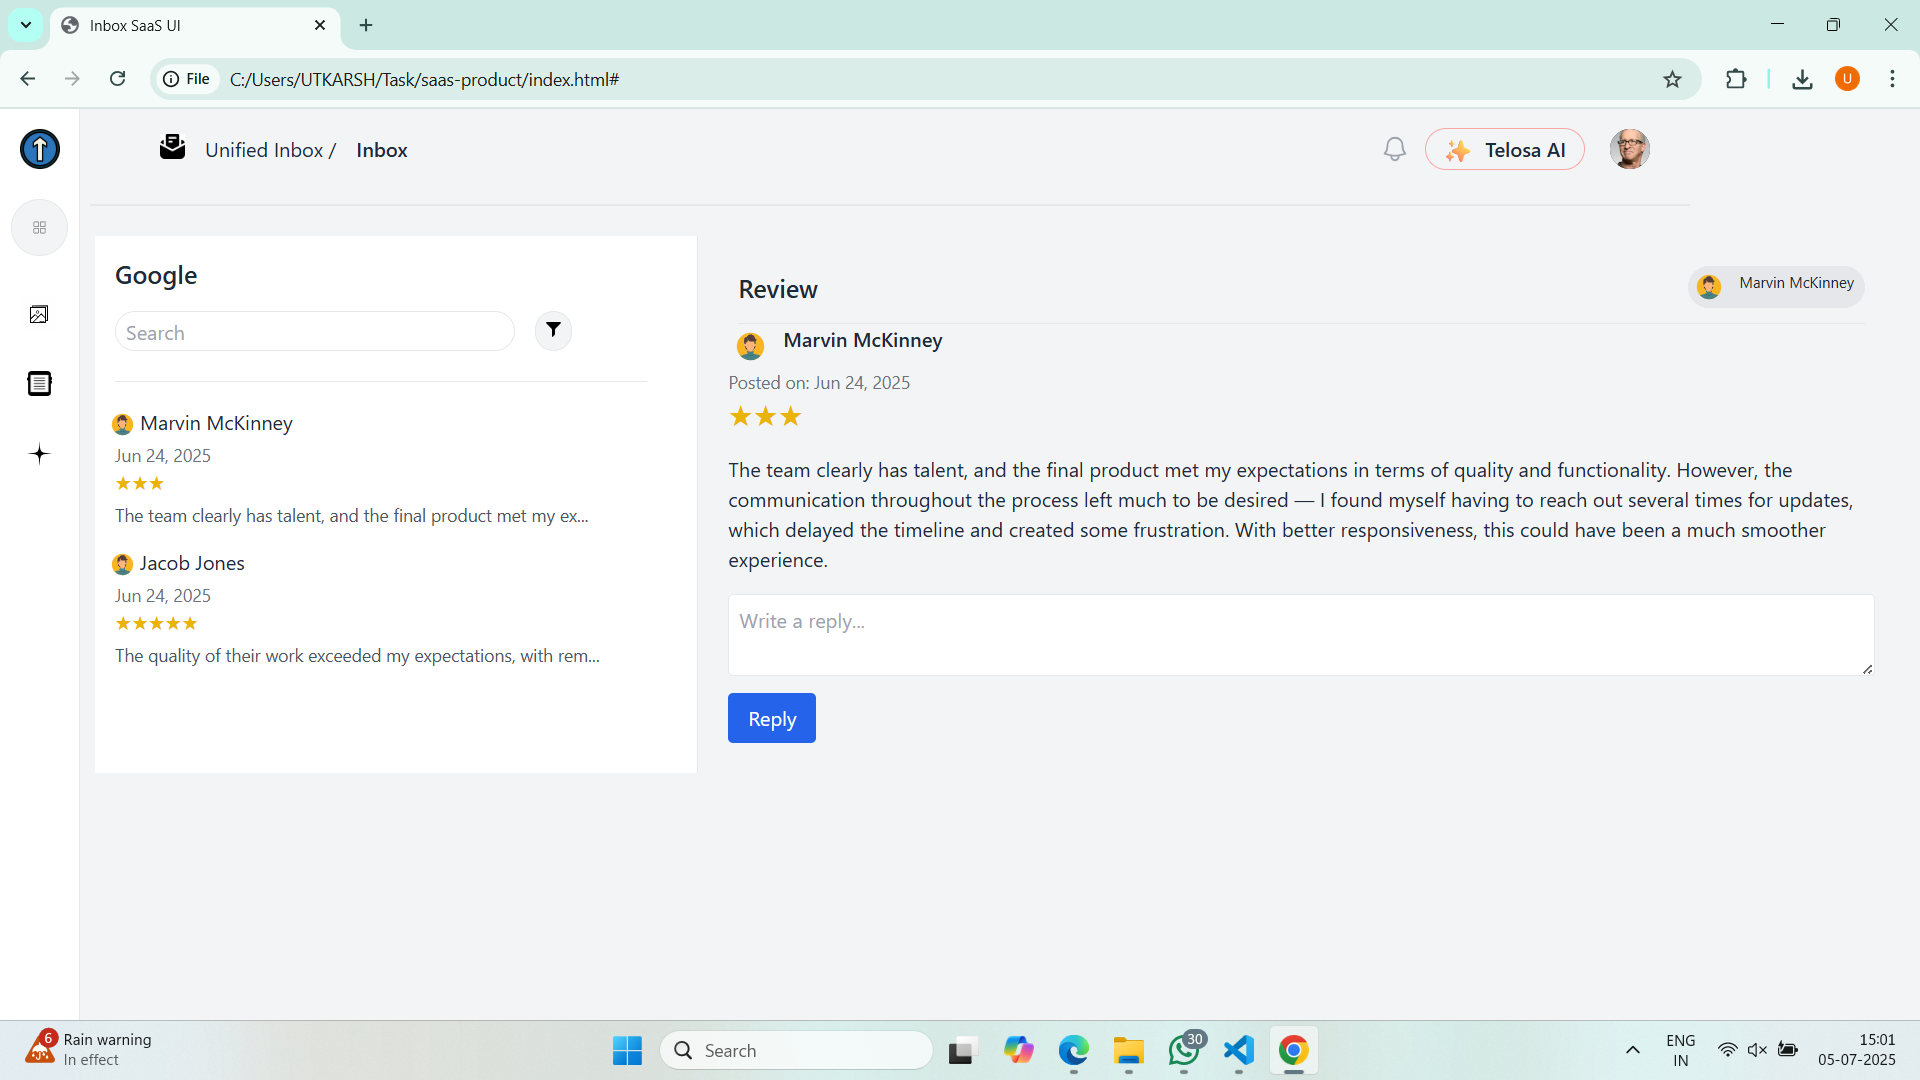 Inbox SaaS UI
File
C:/Users/UTKARSH/Task/saas-product/index.html#
U
Unified Inbox / Inbox
Telosa AI
Google
Search
Marvin McKinney
Jun 24, 2025
★★★
The team clearly has talent, and the final product met my ex...
Jacob Jones
Jun 24, 2025
★★★★★
The quality of their work exceeded my expectations, with rem...
Review
Marvin McKinney
Marvin McKinney
Posted on: Jun 24, 2025
★★★
The team clearly has talent, and the final product met my expectations in terms of quality and functionality. However, the
communication throughout the process left much to be desired — I found myself having to reach out several times for updates,
which delayed the timeline and created some frustration. With better responsiveness, this could have been a much smoother
experience.
Write a reply...
Reply
6
Rain warning
In effect
Search
30
ENG
IN
15:01
05-07-2025